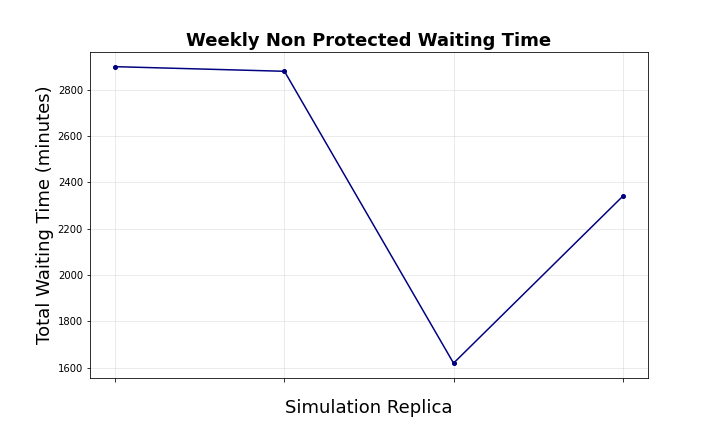 Weekly Non Protected Waiting Time
Total Waiting Time (minutes)
2800
2600
2400
2200
2000
1800
1600
Simulation Replica